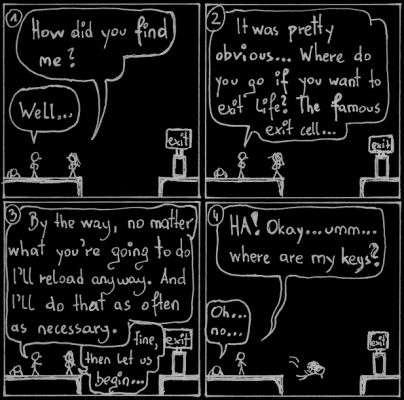 1
How did you find
me?
Well...
exit
2
It was pretty
obvious... Where do
you go if you want to
exit Life? The famous
exit cell...
exit
3
By the way, no matter
what you're going to do
I'll reload anyway. And
I'll do that as often
as necessary.
Fine,
then let us
begin...
exit
4
HA! Okay...umm...
where are my keys?
Oh...
no...
exit